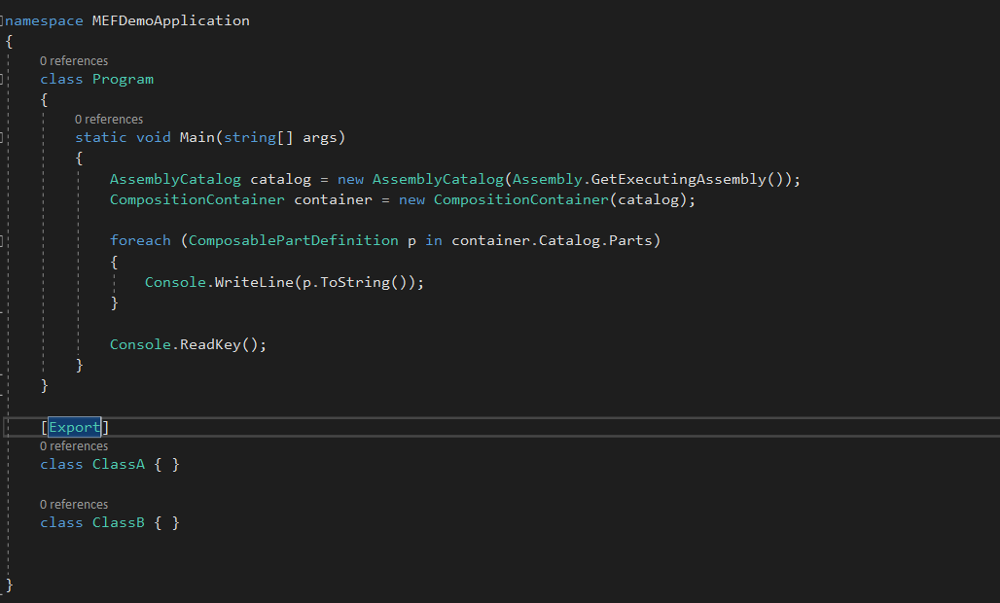 namespace MEFDemoApplication
{
0 references
class Program
{
0 references
static void Main(string[] args)
{
AssemblyCatalog catalog = new AssemblyCatalog(Assembly.GetExecutingAssembly());
CompositionContainer container = new CompositionContainer(catalog);
foreach (ComposablePartDefinition p in container.Catalog.Parts)
{
Console.WriteLine(p.ToString());
}
Console.ReadKey();
}
}
[Export]
0 references
class ClassA { }
0 references
class ClassB { }
}